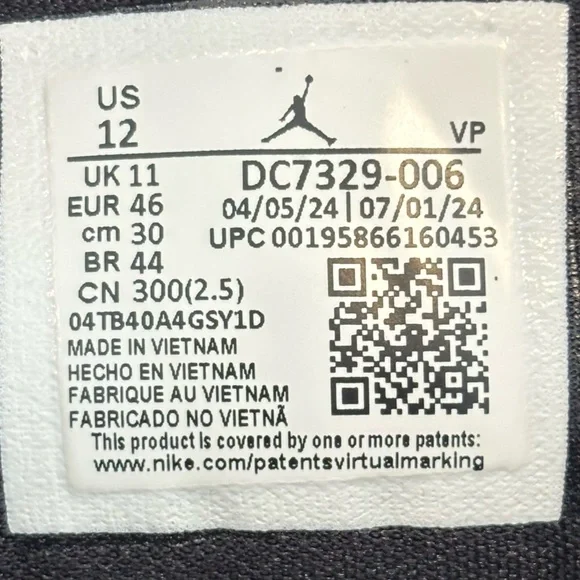 US
12
VP
UK 11
DC7329-006
EUR 46
04/05/24|07/01/24
cm 30
UPC 00195866160453
BR 44
CN 300(2.5)
04TB40A4GSY1D
MADE IN VIETNAM
HECHO EN VIETNAM
FABRIQUE AU VIETNAM
FABRICADO NO VIETNÃ
This product is covered by one or more patents:
www.nike.com/patentsvirtualmarking